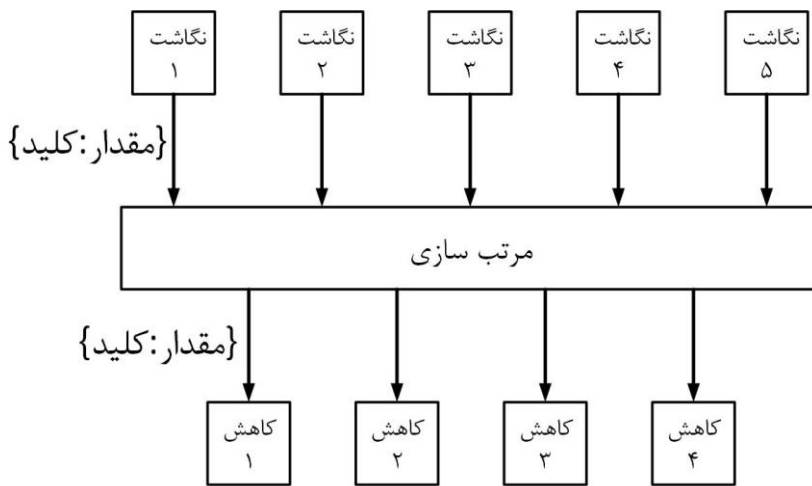 نگاشت
۱
نگاشت
۲
نگاشت
۳
نگاشت
۴
نگاشت
۵
{مقدار:کلید}
مرتب سازی
{مقدار:کلید}
کاهش
۱
کاهش
۲
کاهش
۳
کاهش
۴